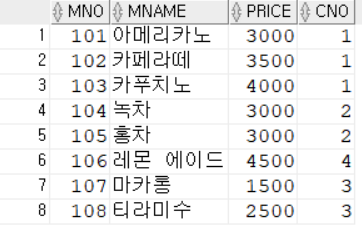 MNO MNAME PRICE CNO
1 101 아메리카노 3000 1
2 102 카페라떼 3500 1
3 103 카푸치노 4000 1
4 104 녹차 3000 2
5 105 홍차 3000 2
6 106 레몬 에이드 4500 4
7 107 마카롱 1500 3
8 108 티라미수 2500 3